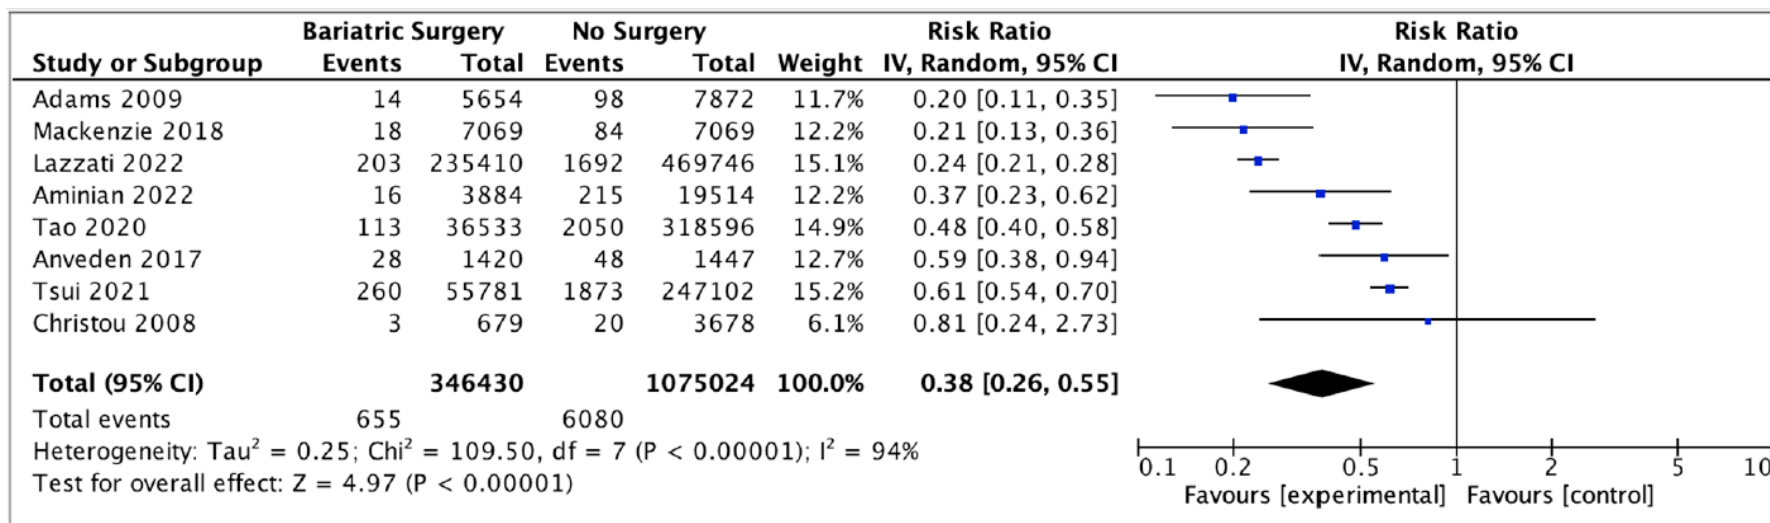 Bariatric Surgery No Surgery Risk Ratio Risk Ratio
Study or Subgroup Events Total Events Total Weight IV, Random, 95% CI IV, Random, 95% CI
Adams 2009 14 5654 98 7872 11.7% 0.20 [0.11, 0.35]
Mackenzie 2018 18 7069 84 7069 12.2% 0.21 [0.13, 0.36]
Lazzati 2022 203 235410 1692 469746 15.1% 0.24 [0.21, 0.28]
Aminian 2022 16 3884 215 19514 12.2% 0.37 [0.23, 0.62]
Tao 2020 113 36533 2050 318596 14.9% 0.48 [0.40, 0.58]
Anveden 2017 28 1420 48 1447 12.7% 0.59 [0.38, 0.94]
Tsui 2021 260 55781 1873 247102 15.2% 0.61 [0.54, 0.70]
Christou 2008 3 679 20 3678 6.1% 0.81 [0.24, 2.73]
Total (95% CI) 346430 1075024 100.0% 0.38 [0.26, 0.55]
Total events 655 6080
Heterogeneity: Tau² = 0.25; Chi² = 109.50, df = 7 (P < 0.00001); I² = 94%
Test for overall effect: Z = 4.97 (P < 0.00001)
0.1 0.2 0.5 1 2 5 10
Favours [experimental] Favours [control]